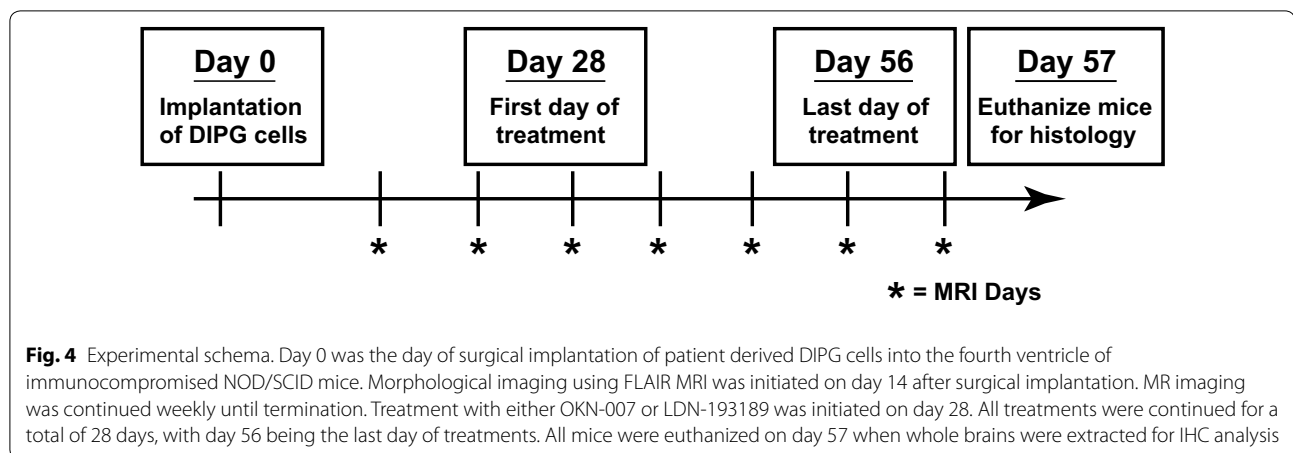 Day 0
Implantation
of DIPG cells
Day 28
First day of
treatment
Day 56
Last day of
treatment
Day 57
Euthanize mice
for histology
* * * * * * *
* = MRI Days
Fig. 4 Experimental schema. Day 0 was the day of surgical implantation of patient derived DIPG cells into the fourth ventricle of
immunocompromised NOD/SCID mice. Morphological imaging using FLAIR MRI was initiated on day 14 after surgical implantation. MR imaging
was continued weekly until termination. Treatment with either OKN-007 or LDN-193189 was initiated on day 28. All treatments were continued for a
total of 28 days, with day 56 being the last day of treatments. All mice were euthanized on day 57 when whole brains were extracted for IHC analysis